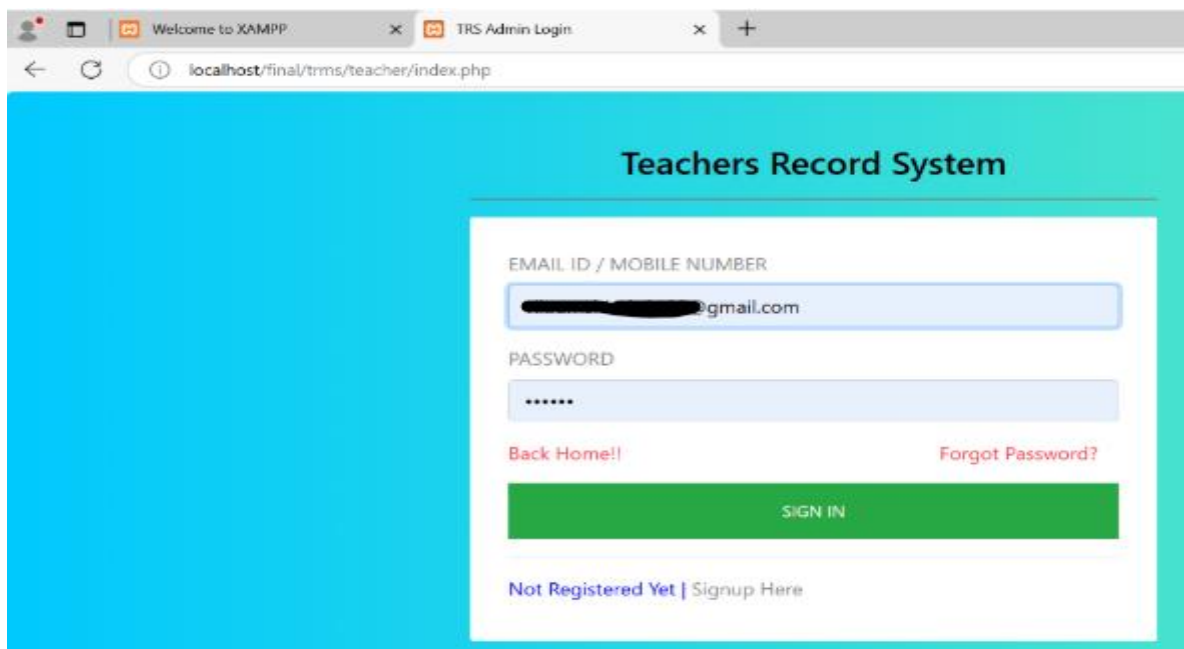 Welcome to XAMPP TRS Admin Login
localhost/final/trms/teacher/index.php
Teachers Record System
EMAIL ID / MOBILE NUMBER
@gmail.com
PASSWORD
••••••
Back Home!! Forgot Password?
SIGN IN
Not Registered Yet | Signup Here